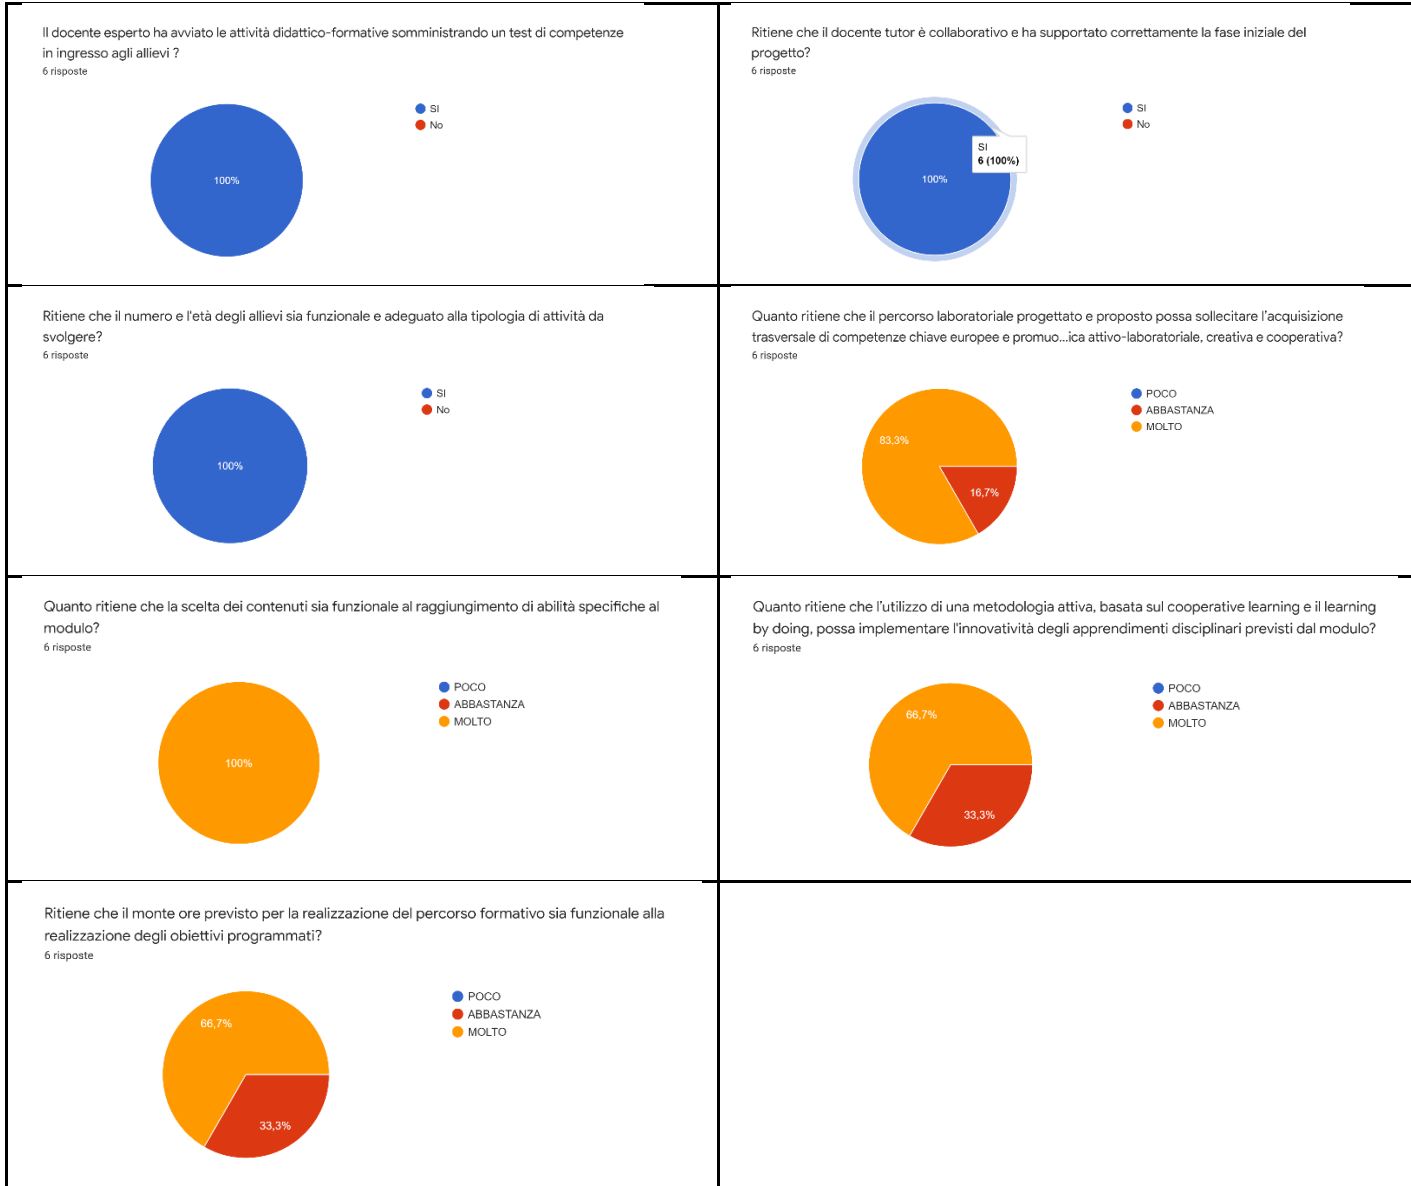 Il docente esperto ha avviato le attività didattico-formative somministrando un test di competenze
in ingresso agli allievi ?
6 risposte
SI
No
100%
Ritiene che il docente tutor è collaborativo e ha supportato correttamente la fase iniziale del
progetto?
6 risposte
SI
No
SI
6 (100%)
100%
Ritiene che il numero e l'età degli allievi sia funzionale e adeguato alla tipologia di attività da
svolgere?
6 risposte
SI
No
100%
Quanto ritiene che il percorso laboratoriale progettato e proposto possa sollecitare l’acquisizione
trasversale di competenze chiave europee e promuo...ica attivo-laboratoriale, creativa e cooperativa?
6 risposte
POCO
ABBASTANZA
MOLTO
83,3%
16,7%
Quanto ritiene che la scelta dei contenuti sia funzionale al raggiungimento di abilità specifiche al
modulo?
6 risposte
POCO
ABBASTANZA
MOLTO
100%
Quanto ritiene che l’utilizzo di una metodologia attiva, basata sul cooperative learning e il learning
by doing, possa implementare l'innovatività degli apprendimenti disciplinari previsti dal modulo?
6 risposte
POCO
ABBASTANZA
MOLTO
66,7%
33,3%
Ritiene che il monte ore previsto per la realizzazione del percorso formativo sia funzionale alla
realizzazione degli obiettivi programmati?
6 risposte
POCO
ABBASTANZA
MOLTO
66,7%
33,3%